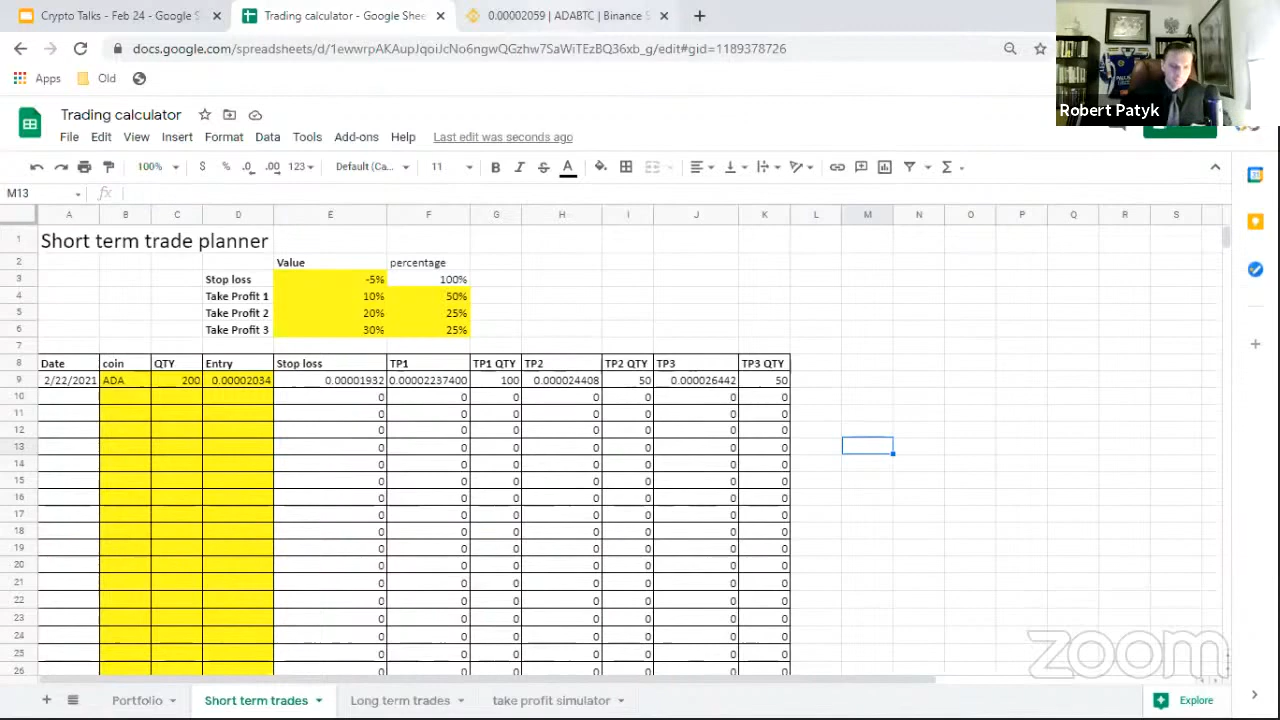 Crypto Talks - Feb 24 - Google S
Trading calculator - Google Shee
0.00002059 | ADABTC | Binance S
Apps
Old
Robert Patyk
Trading calculator
File Edit View Insert Format Data Tools Add-ons Help Last edit was seconds ago
100% $ % .0 .00 123 Default (Ca... 11 B I S A
M13 fx
A B C D E F G H I J K L M N O P Q R S
1 Short term trade planner
2 Value percentage
3 Stop loss -5% 100%
4 Take Profit 1 10% 50%
5 Take Profit 2 20% 25%
6 Take Profit 3 30% 25%
7
8 Date coin QTY Entry Stop loss TP1 TP1 QTY TP2 TP2 QTY TP3 TP3 QTY
9 2/22/2021 ADA 200 0.00002034 0.00001932 0.00002237400 100 0.000024408 50 0.000026442 50
10 0 0 0 0 0 0 0
11 0 0 0 0 0 0 0
12 0 0 0 0 0 0 0
13 0 0 0 0 0 0 0
14 0 0 0 0 0 0 0
15 0 0 0 0 0 0 0
16 0 0 0 0 0 0 0
17 0 0 0 0 0 0 0
18 0 0 0 0 0 0 0
19 0 0 0 0 0 0 0
20 0 0 0 0 0 0 0
21 0 0 0 0 0 0 0
22 0 0 0 0 0 0 0
23 0 0 0 0 0 0 0
24 0 0 0 0 0 0 0
25 0 0 0 0 0 0 0
26 0 0 0 0 0 0 0
zoom
Portfolio Short term trades Long term trades take profit simulator Explore